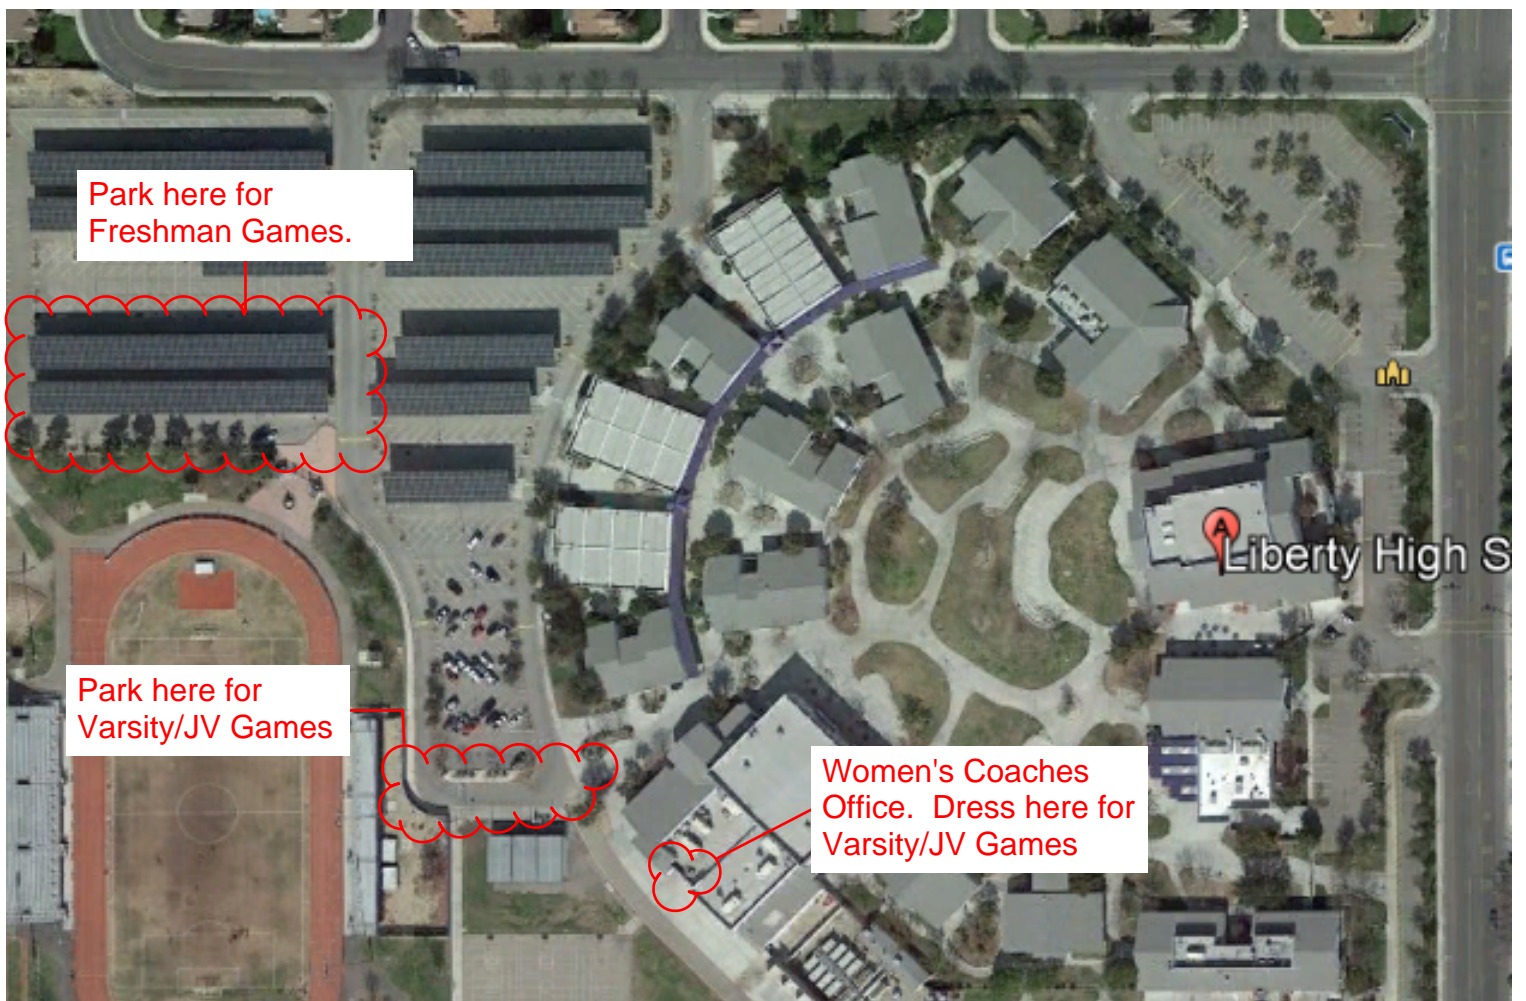 Park here for
Freshman Games.
A
Liberty High S
Park here for
Varsity/JV Games
Women's Coaches
Office.  Dress here for
Varsity/JV Games